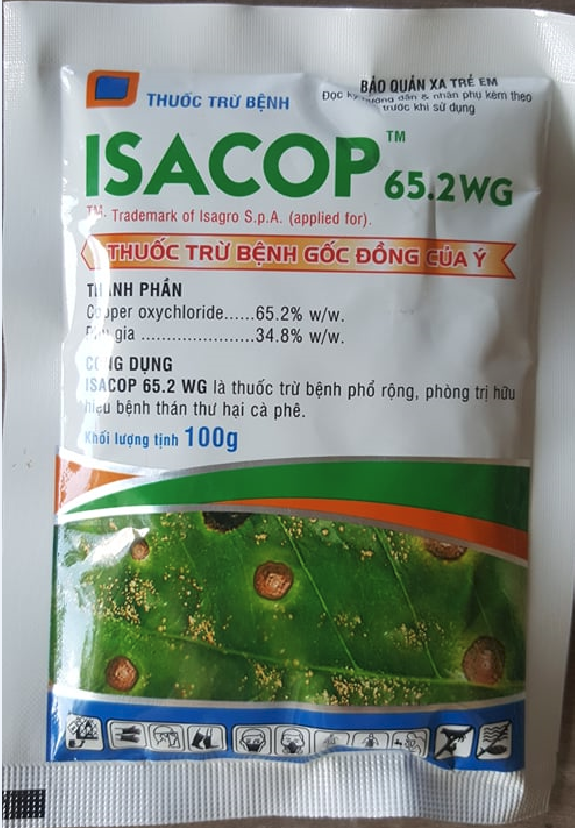 THUỐC TRỪ BỆNH
BẢO QUẢN XA TRẺ EM
Đọc kỹ hướng dẫn & nhãn phụ kèm theo
trước khi sử dụng
ISACOP™
65.2WG
™- Trademark of Isagro S.p.A. (applied for).
THUỐC TRỪ BỆNH GỐC ĐỒNG CỦA Ý
THÀNH PHẦN
Copper oxychloride......65.2% w/w.
Phụ gia .....................34.8% w/w.
CÔNG DỤNG
ISACOP 65.2 WG là thuốc trừ bệnh phổ rộng, phòng trị hữu
hiệu bệnh thán thư hại cà phê.
Khối lượng tịnh 100g